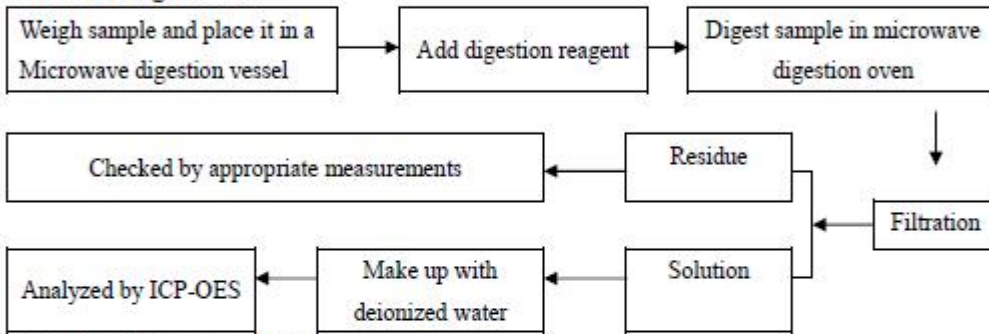 Weigh sample and place it in a
Microwave digestion vessel
Add digestion reagent
Digest sample in microwave
digestion oven
Checked by appropriate measurements
Residue
Filtration
Analyzed by ICP-OES
Make up with
deionized water
Solution